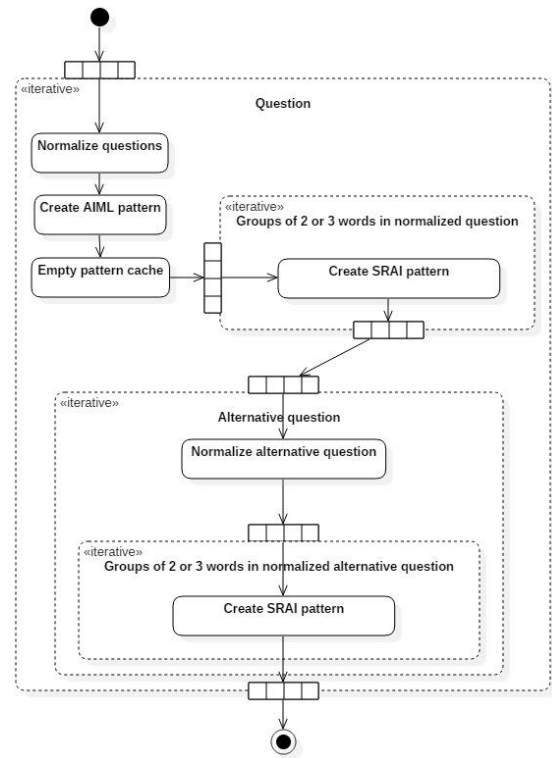 «iterative»
Question
Normalize questions
Create AIML pattern
«iterative»
Groups of 2 or 3 words in normalized question
Empty pattern cache
Create SRAI pattern
«iterative»
Alternative question
Normalize alternative question
«iterative»
Groups of 2 or 3 words in normalized alternative question
Create SRAI pattern